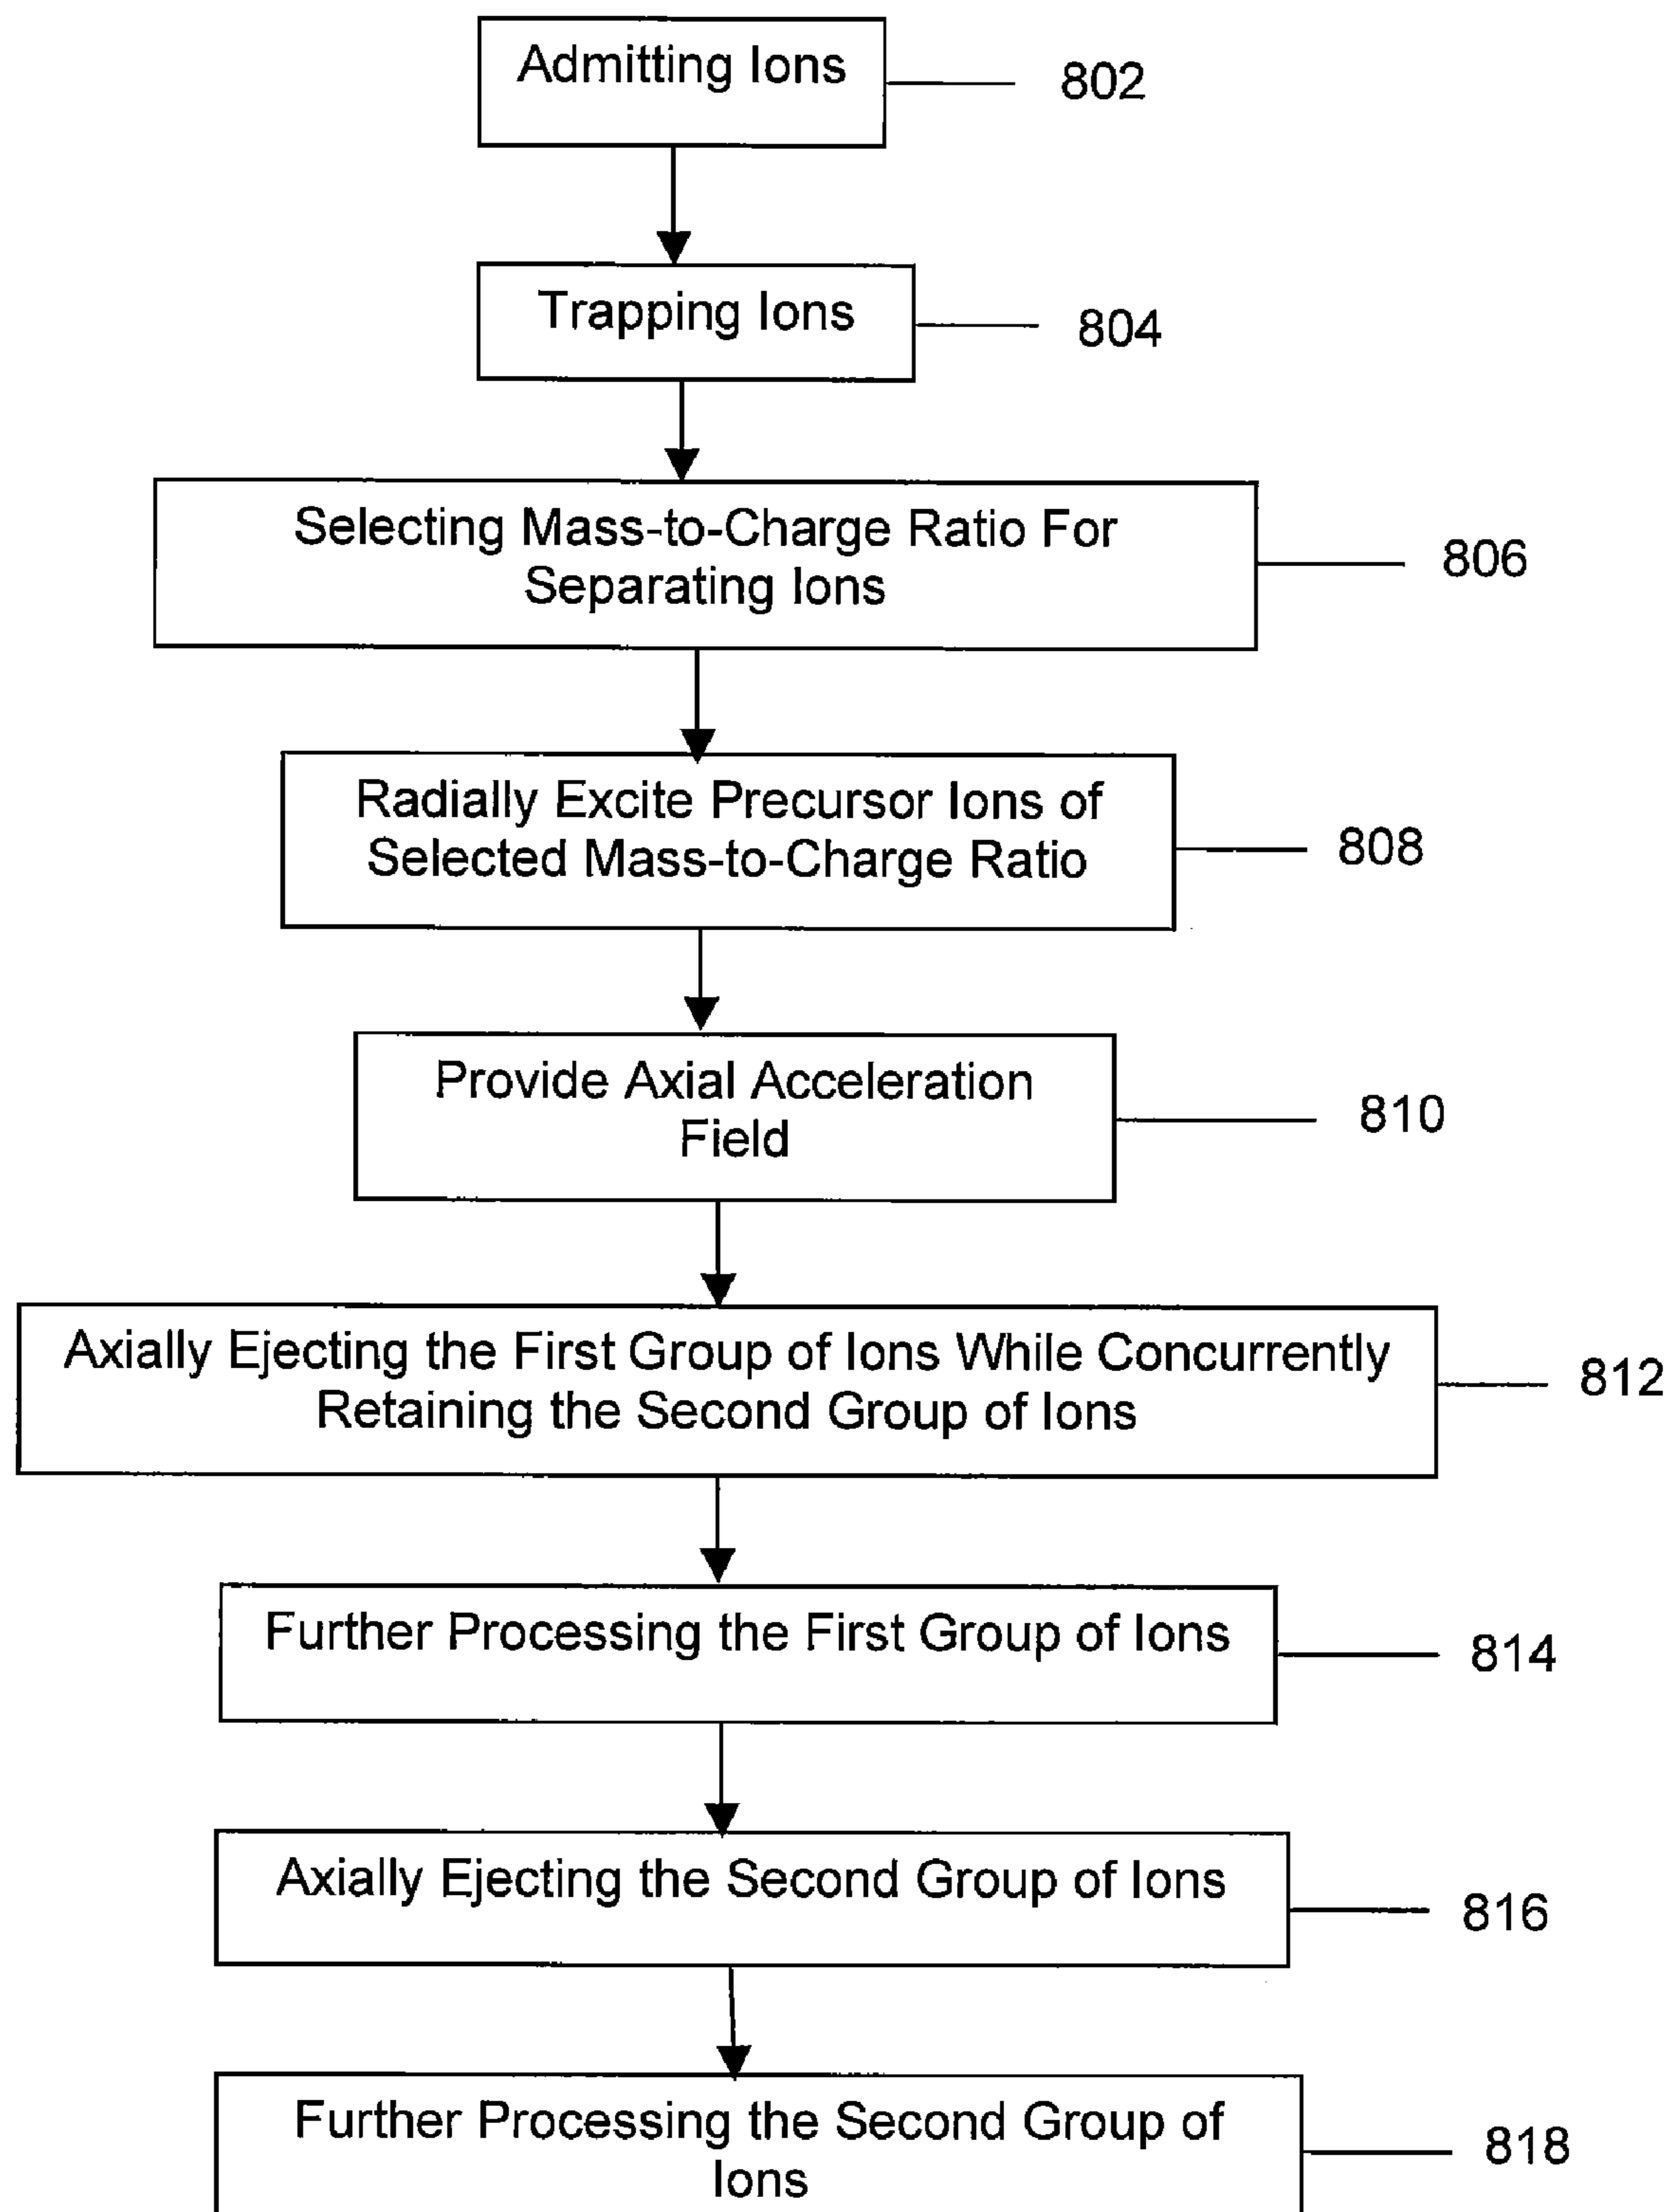 Admitting Ions
802
Trapping Ions
804
Selecting Mass-to-Charge Ratio For
Separating Ions
806
Radially Excite Precursor Ions of
Selected Mass-to-Charge Ratio
808
Provide Axial Acceleration
Field
810
Axially Ejecting the First Group of Ions While Concurrently
Retaining the Second Group of Ions
812
Further Processing the First Group of Ions
814
Axially Ejecting the Second Group of Ions
816
Further Processing the Second Group of
Ions
818